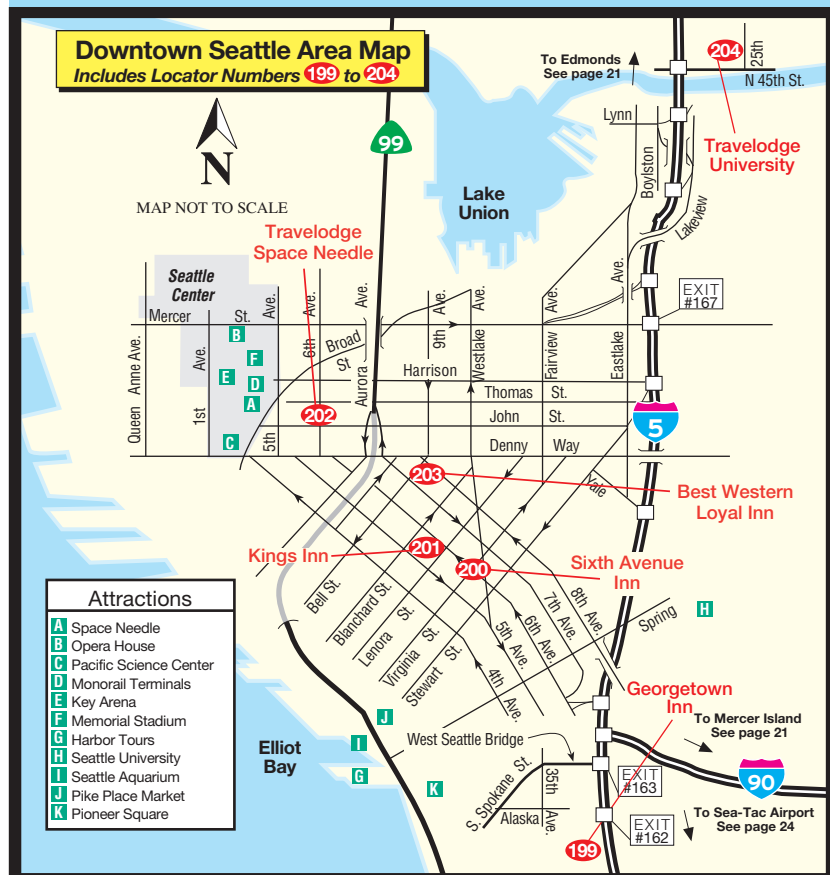 Downtown Seattle Area Map
Includes Locator Numbers 199 to 204
N
MAP NOT TO SCALE
99
To Edmonds
See page 21
204
25th
N 45th St.
Lynn
Boylston
Lakeview
Travelodge
University
Lake
Union
Travelodge
Space Needle
Seattle
Center
EXIT
#167
Mercer St.
Queen Anne Ave.
1st Ave.
5th Ave.
6th Ave.
Broad
St
Aurora Ave.
9th Ave.
Westlake Ave.
Fairview Ave.
Eastlake Ave.
B
F
E
D
A
C
Harrison
Thomas St.
John St.
Denny Way
202
5
203
Yale
Best Western
Loyal Inn
Kings Inn
201
200
Sixth Avenue
Inn
Bell St.
Blanchard St.
Lenora St.
Virginia St.
Stewart St.
4th Ave.
5th Ave.
6th Ave.
7th Ave.
8th Ave.
Spring
H
Attractions
A Space Needle
B Opera House
C Pacific Science Center
D Monorail Terminals
E Key Arena
F Memorial Stadium
G Harbor Tours
H Seattle University
I Seattle Aquarium
J Pike Place Market
K Pioneer Square
Elliot
Bay
J
I
G
K
Georgetown
Inn
To Mercer Island
See page 21
West Seattle Bridge
90
S. Spokane St.
35th Ave.
Alaska
EXIT
#163
EXIT
#162
To Sea-Tac Airport
See page 24
199